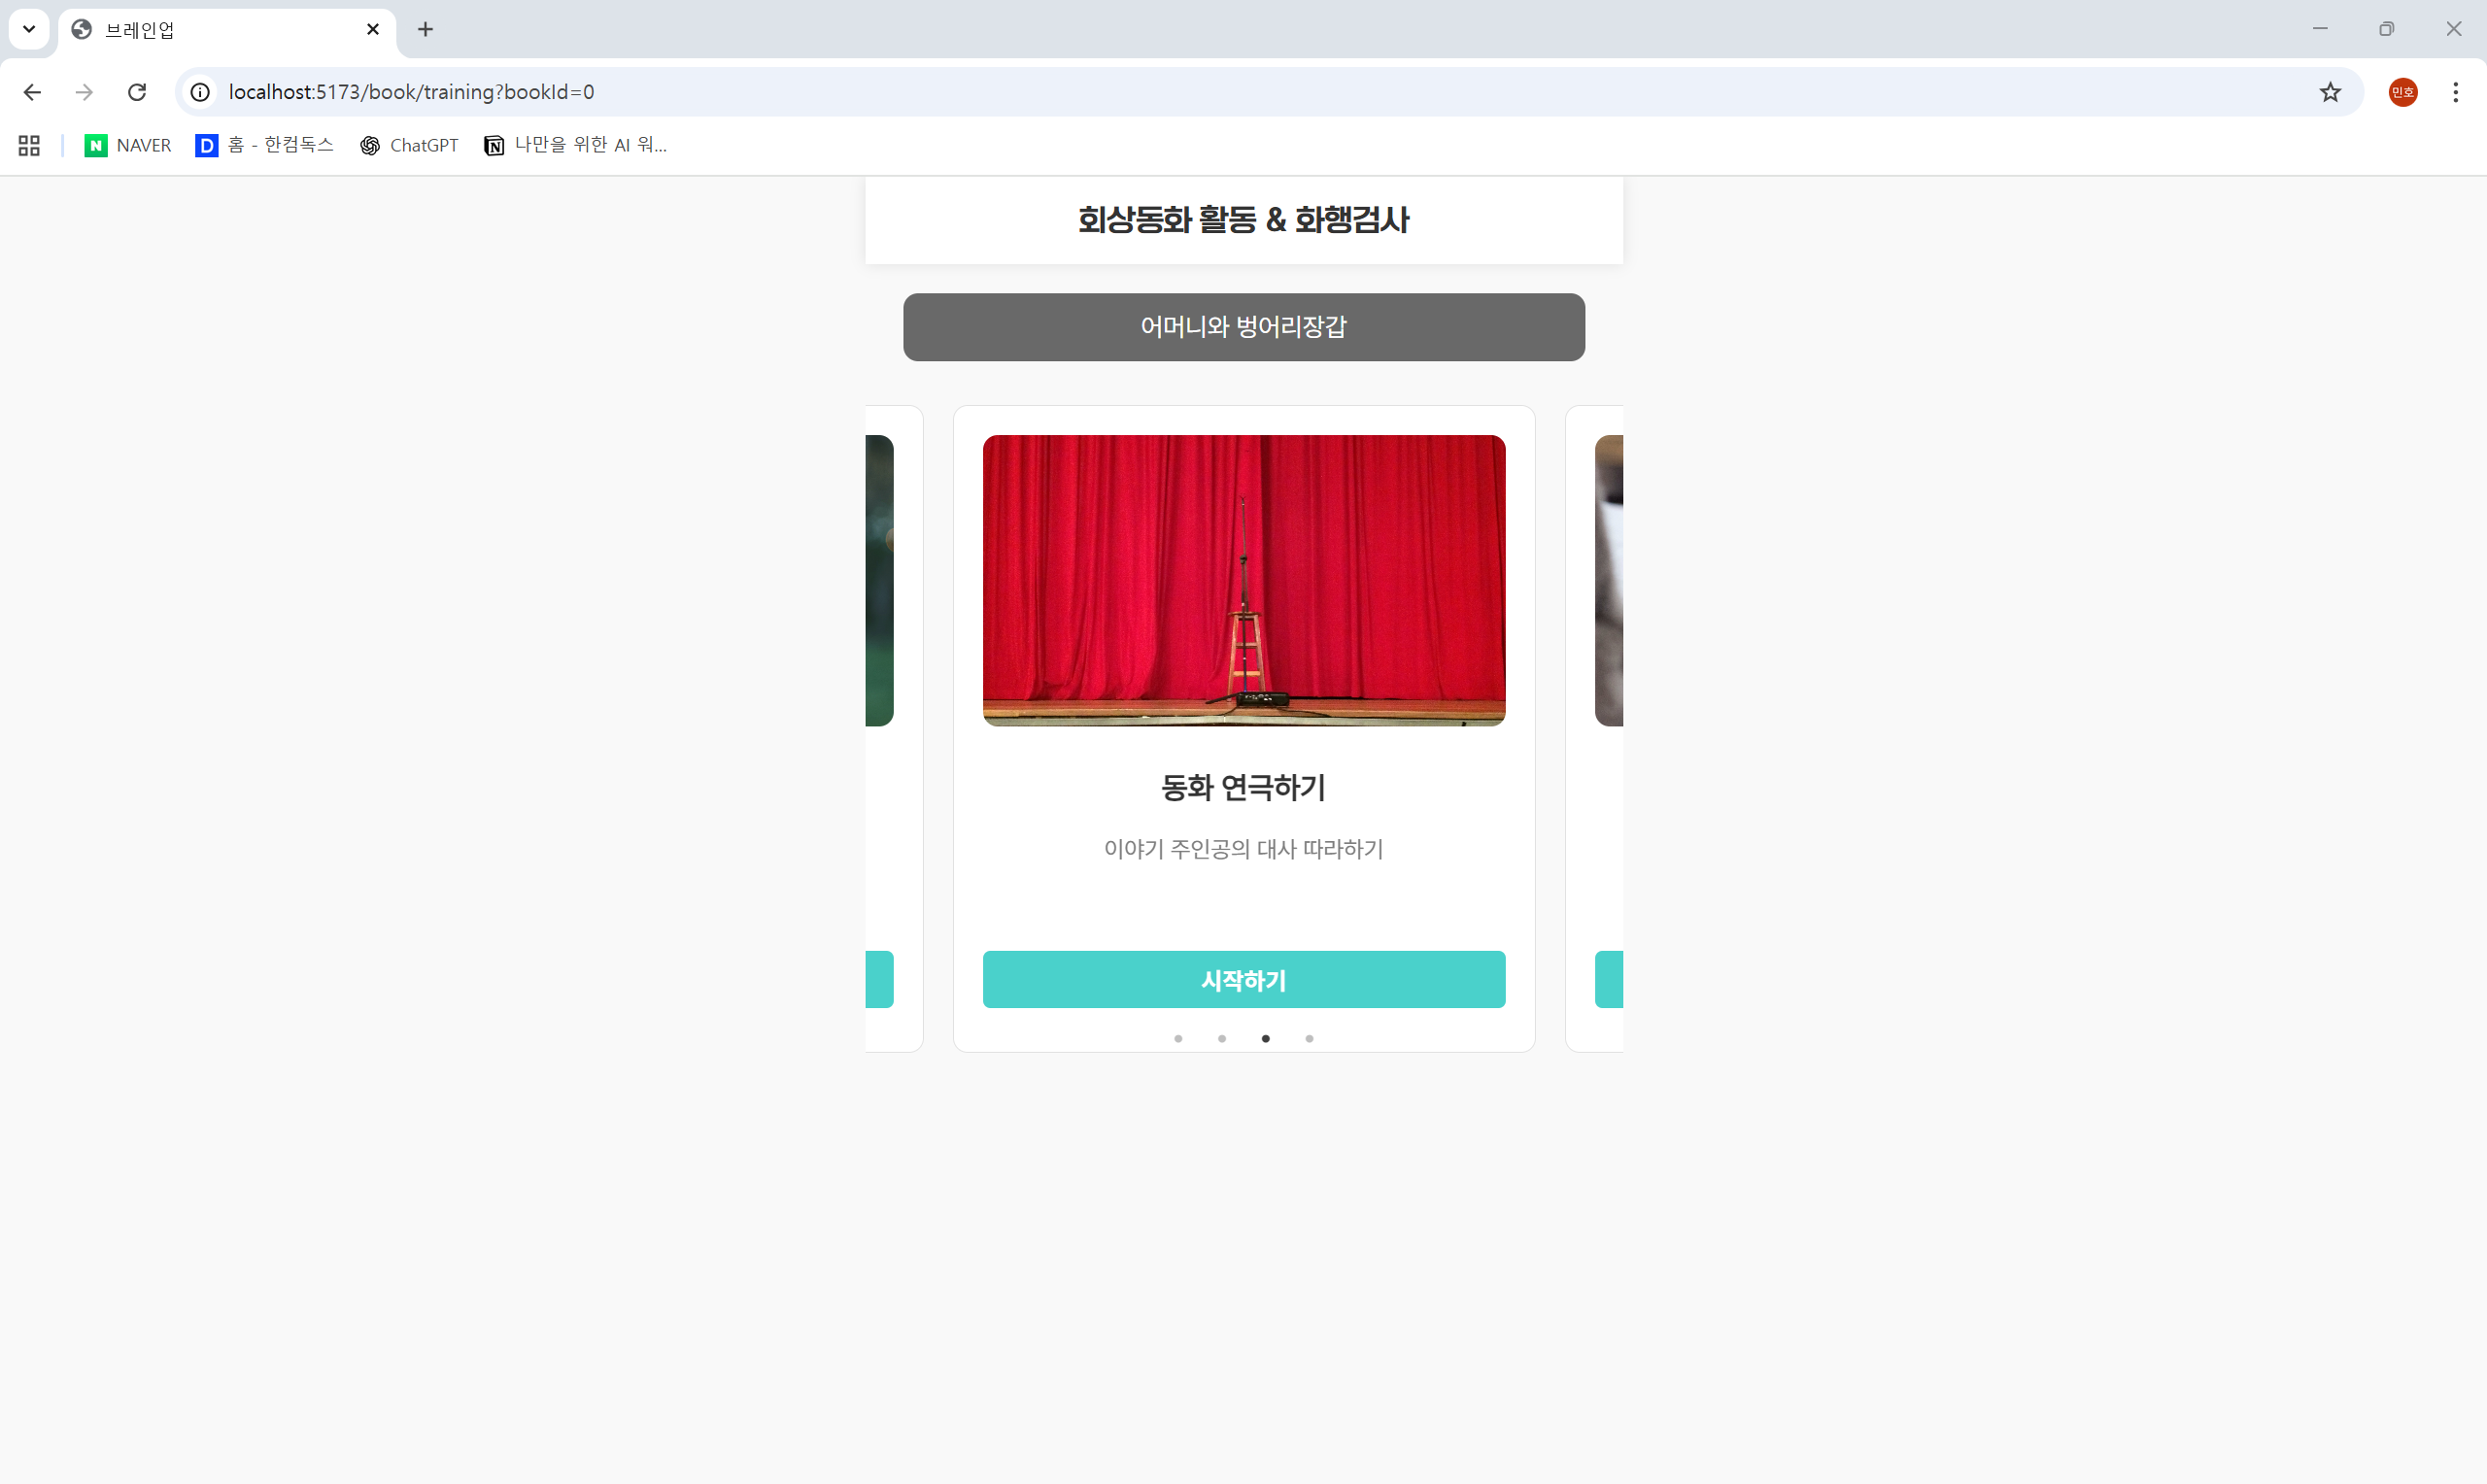 브레인업
localhost:5173/book/training?bookId=0
민호
NAVER
D 홈 - 한컴독스
ChatGPT
나만을 위한 AI 워...
회상동화 활동 & 화행검사
어머니와 벙어리장갑
동화 연극하기
이야기 주인공의 대사 따라하기
시작하기